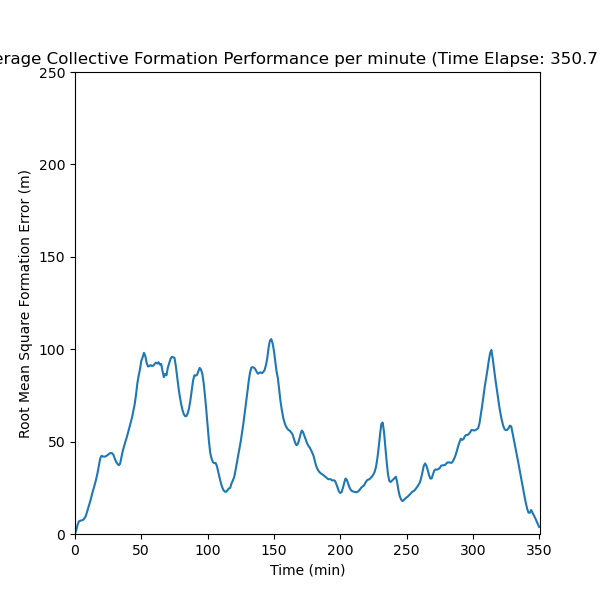 erage Collective Formation Performance per minute (Time Elapse: 350.7
250
200
150
100
50
0
Root Mean Square Formation Error (m)
0 50 100 150 200 250 300 350
Time (min)